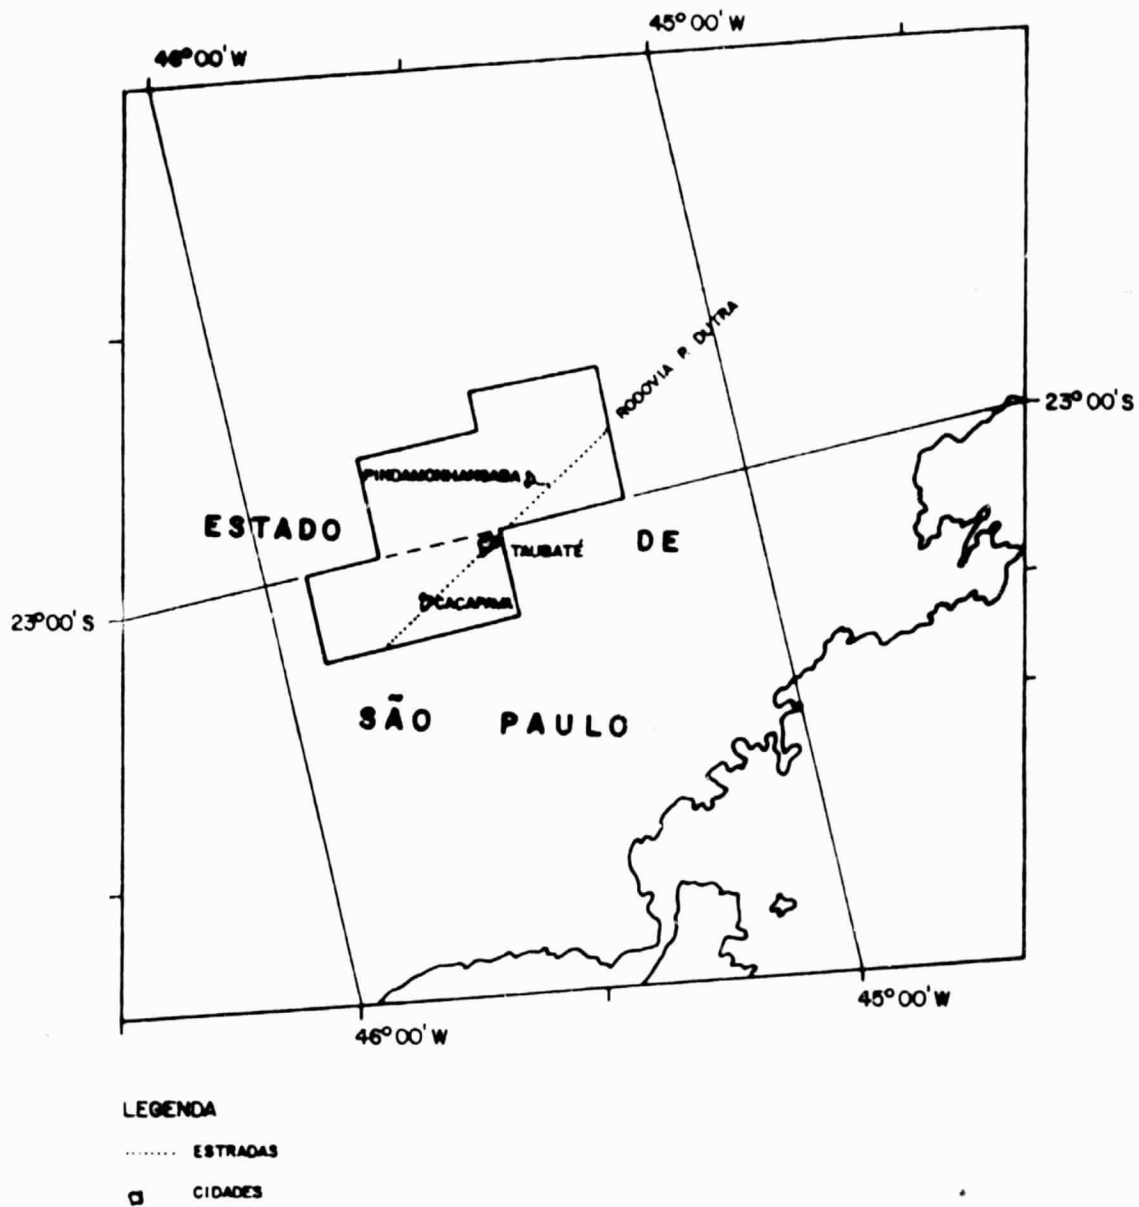 45°00'W
46°00'W
RODOVIA P. DUTRA
23°00'S
PINDAMONHANGABA
ESTADO
DE
TAUBATÉ
CAÇAPAVA
23°00'S
SÃO PAULO
45°00'W
46°00'W
LEGENDA
ESTRADAS
CIDADES